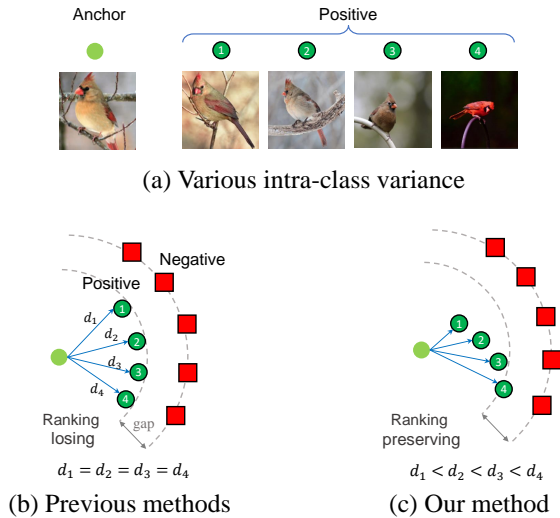 Anchor
Positive
1 2 3 4
(a) Various intra-class variance
Negative
Positive
1
d₁
2
d₂
3
d₃
4
d₄
Ranking
losing
gap
d₁ = d₂ = d₃ = d₄
(b) Previous methods
1
2
3
4
Ranking
preserving
d₁ < d₂ < d₃ < d₄
(c) Our method